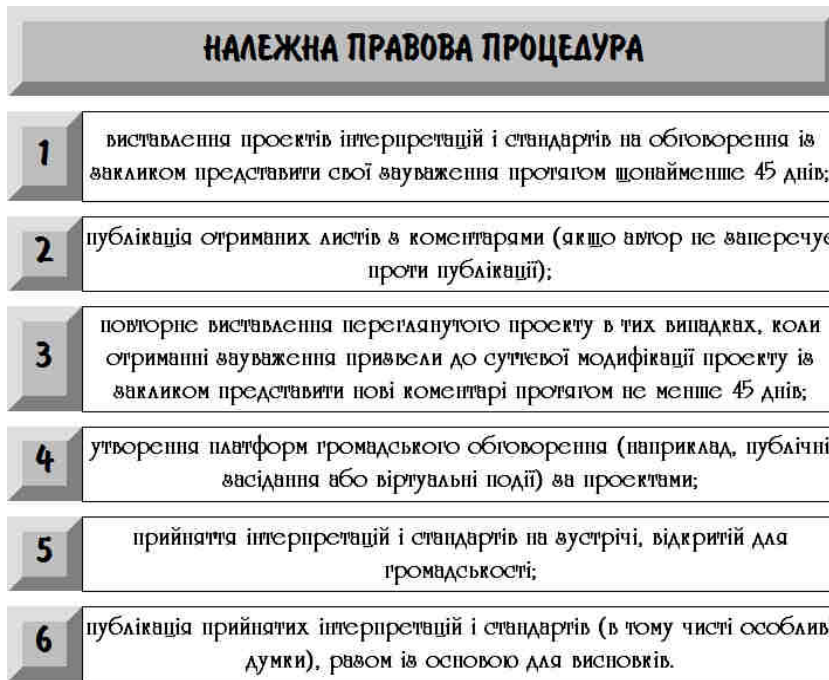 НАЛЕЖНА ПРАВОВА ПРОЦЕДУРА
1
виставлення проектів інтерпретацій і стандартів на обговорення із
закликом представити свої зауваження протягом щонайменше 45 днів;
2
публікація отриманих листів з коментарями (якщо автор не заперечує
проти публікації);
3
повторне виставлення переглянутого проекту в тих випадках, коли
отриманні зауваження призвели до суттєвої модифікації проекту із
закликом представити нові коментарі протягом не менше 45 днів;
4
утворення платформ громадського обговорення (наприклад, публічні
засідання або віртуальні події) за проектами;
5
прийняття інтерпретацій і стандартів на зустрічі, відкритій для
громадськості;
6
публікація прийнятих інтерпретацій і стандартів (в тому чисті особлив
думки), разом із основою для висновків.